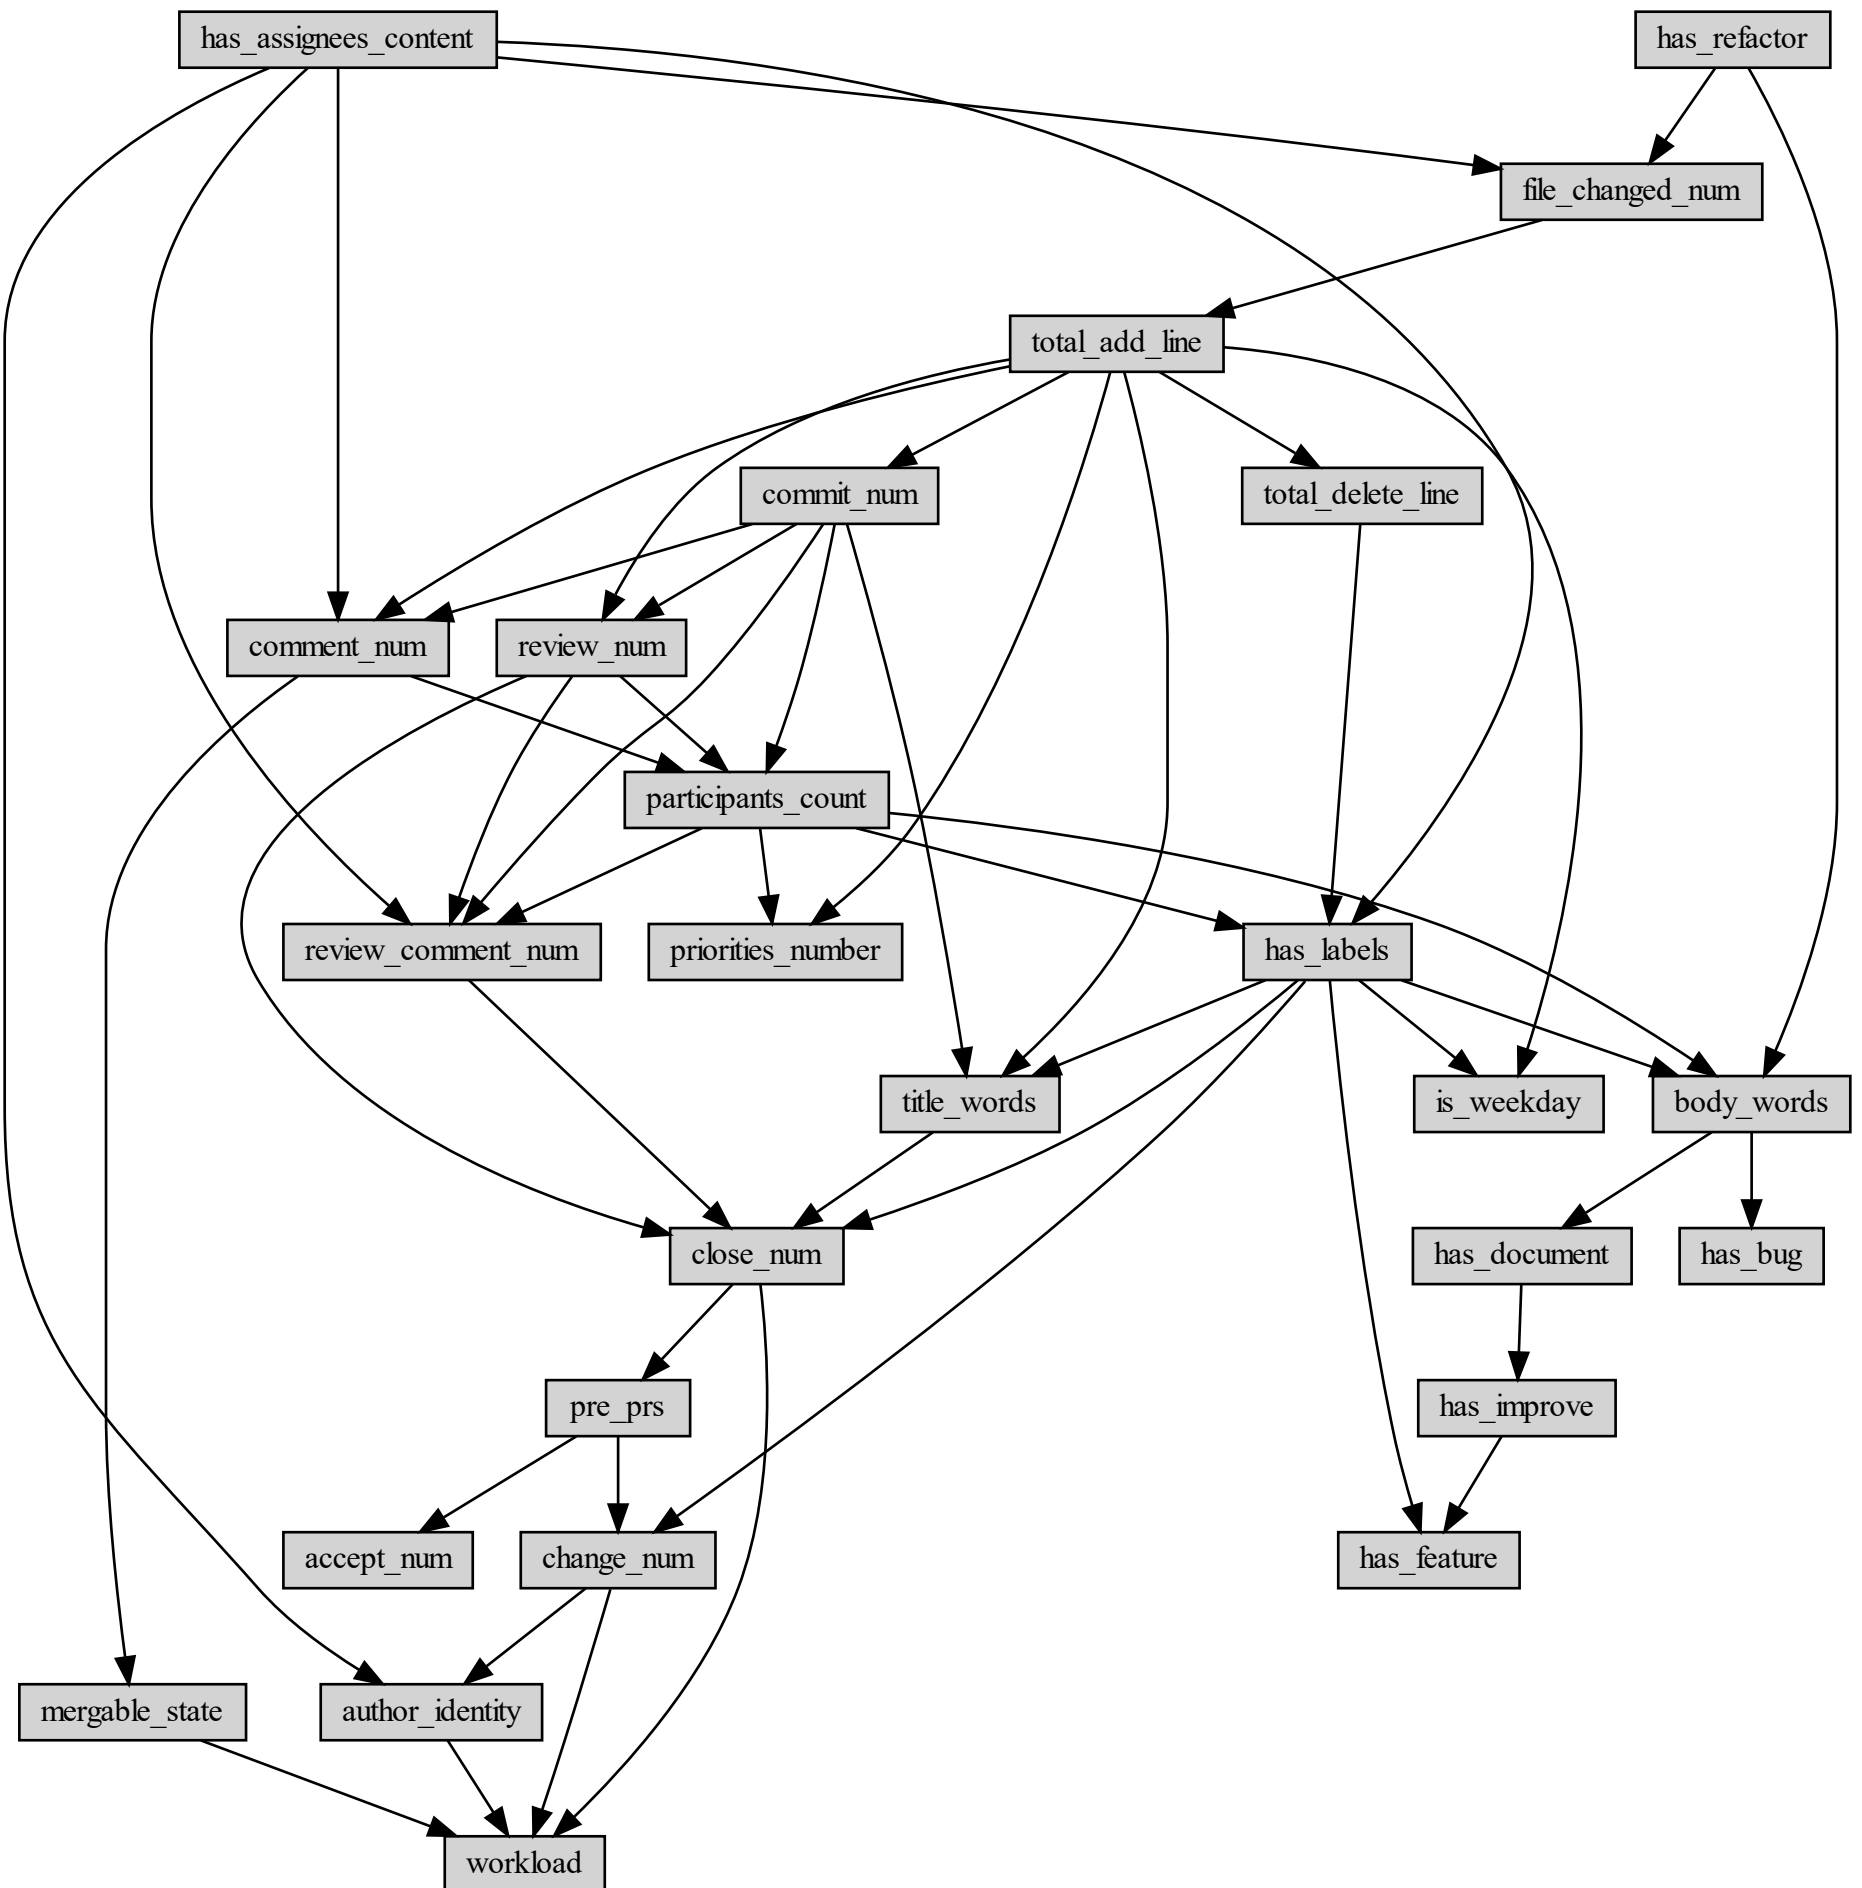 has_assignees_content
has_refactor
file_changed_num
total_add_line
commit_num
total_delete_line
comment_num
review_num
participants_count
review_comment_num
priorities_number
has_labels
title_words
is_weekday
body_words
close_num
has_document
has_bug
pre_prs
has_improve
accept_num
change_num
has_feature
mergable_state
author_identity
workload